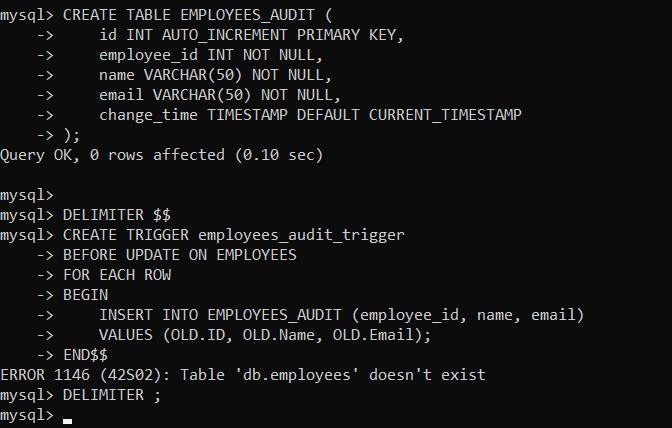 mysql> CREATE TABLE EMPLOYEES_AUDIT (
    ->     id INT AUTO_INCREMENT PRIMARY KEY,
    ->     employee_id INT NOT NULL,
    ->     name VARCHAR(50) NOT NULL,
    ->     email VARCHAR(50) NOT NULL,
    ->     change_time TIMESTAMP DEFAULT CURRENT_TIMESTAMP
    -> );
Query OK, 0 rows affected (0.10 sec)

mysql>
mysql> DELIMITER $$
mysql> CREATE TRIGGER employees_audit_trigger
    -> BEFORE UPDATE ON EMPLOYEES
    -> FOR EACH ROW
    -> BEGIN
    ->     INSERT INTO EMPLOYEES_AUDIT (employee_id, name, email)
    ->     VALUES (OLD.ID, OLD.Name, OLD.Email);
    -> END$$
ERROR 1146 (42S02): Table 'db.employees' doesn't exist
mysql> DELIMITER ;
mysql>